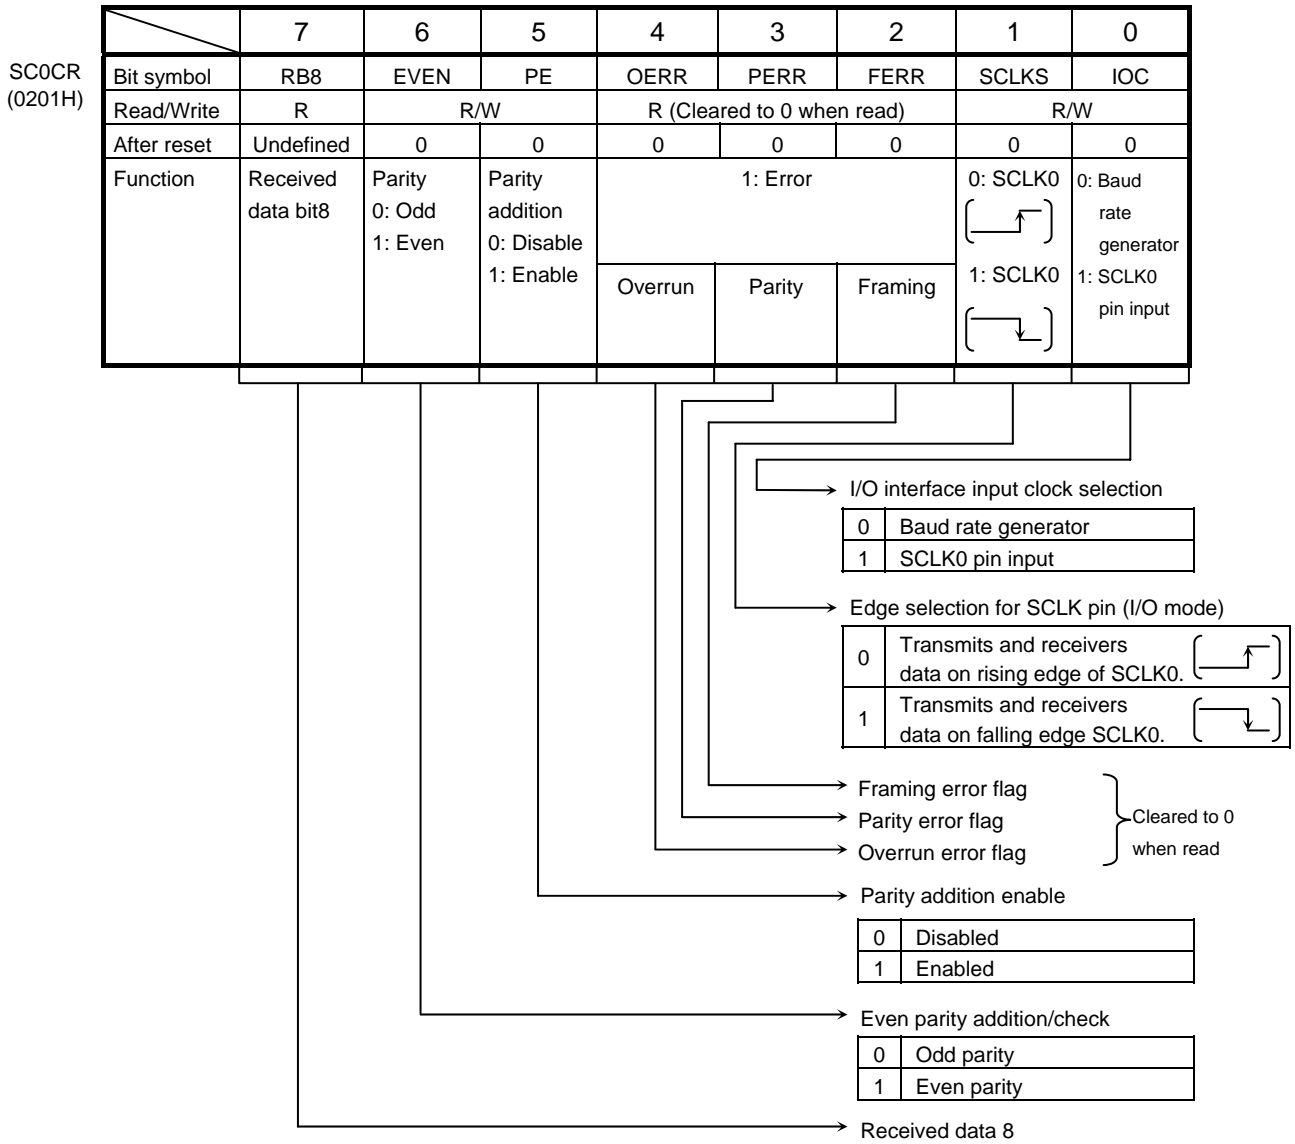 7 6 5 4 3 2 1 0
SC0CR
(0201H)
Bit symbol RB8 EVEN PE OERR PERR FERR SCLKS IOC
Read/Write R R/W R (Cleared to 0 when read) R/W
After reset Undefined 0 0 0 0 0 0 0
Function
Received
data bit8
Parity
0: Odd
1: Even
Parity
addition
0: Disable
1: Enable
1: Error
Overrun Parity Framing
0: SCLK0
1: SCLK0
0: Baud
rate
generator
1: SCLK0
pin input
I/O interface input clock selection
0 Baud rate generator
1 SCLK0 pin input
Edge selection for SCLK pin (I/O mode)
0 Transmits and receivers
data on rising edge of SCLK0.
1 Transmits and receivers
data on falling edge SCLK0.
Framing error flag
Parity error flag
Overrun error flag
Cleared to 0
when read
Parity addition enable
0 Disabled
1 Enabled
Even parity addition/check
0 Odd parity
1 Even parity
Received data 8